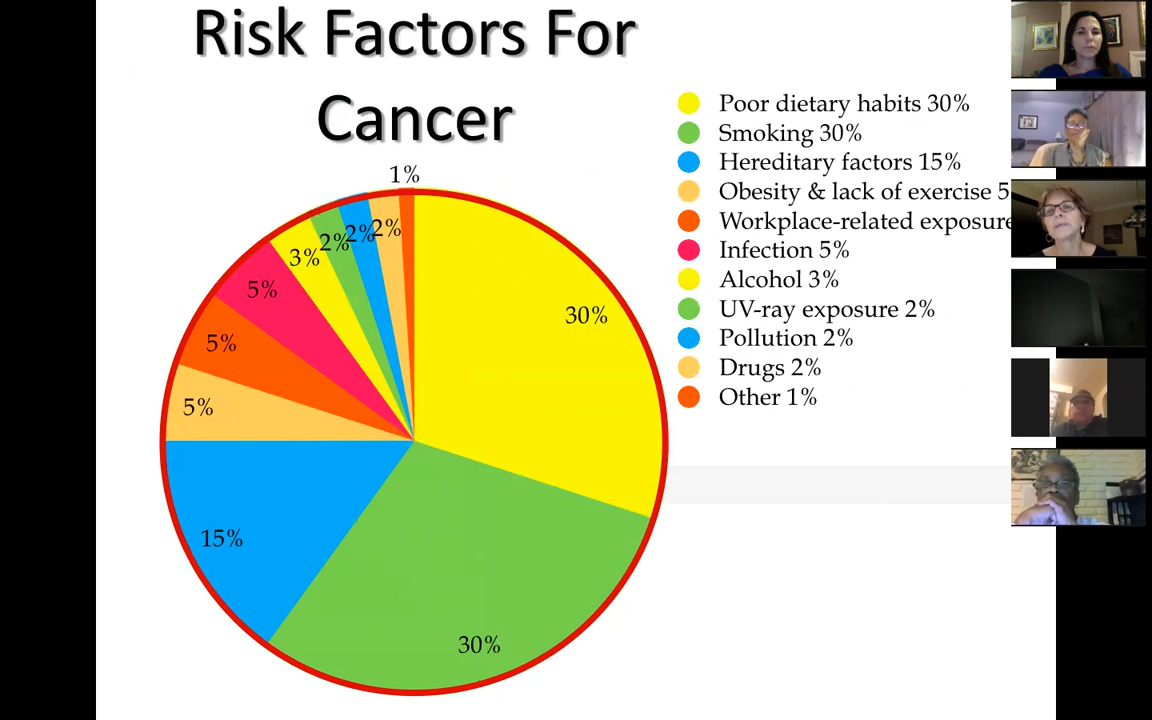 Risk Factors For
Cancer
1%
2%
2%
2%
3%
5%
5%
5%
15%
30%
30%
Poor dietary habits 30%
Smoking 30%
Hereditary factors 15%
Obesity & lack of exercise 5
Workplace-related exposure
Infection 5%
Alcohol 3%
UV-ray exposure 2%
Pollution 2%
Drugs 2%
Other 1%